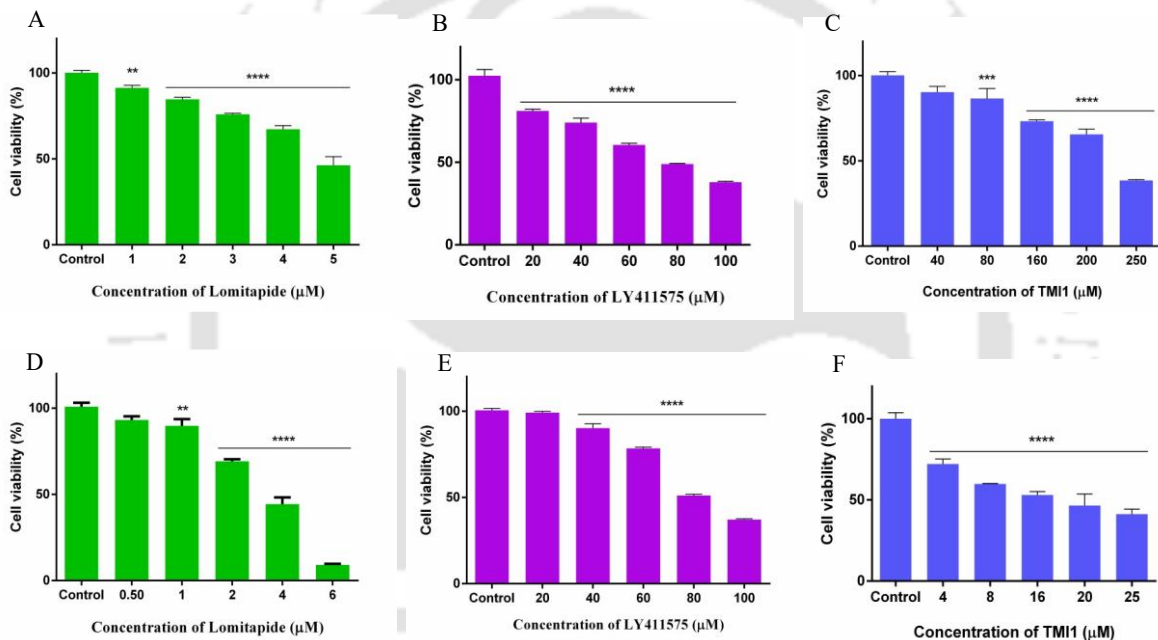 A
Cell viability (%)
100
50
0
**
****
Control 1 2 3 4 5
Concentration of Lomitapide (μM)
B
Cell viability (%)
100
50
0
****
Control 20 40 60 80 100
Concentration of LY411575 (μM)
C
Cell viability (%)
100
50
0
***
****
Control 40 80 160 200 250
Concentration of TMI1 (μM)
D
Cell viability (%)
100
50
0
**
****
Control 0.50 1 2 4 6
Concentration of Lomitapide (μM)
E
Cell viability (%)
100
50
0
****
Control 20 40 60 80 100
Concentration of LY411575 (μM)
F
Cell viability (%)
100
50
0
****
Control 4 8 16 20 25
Concentration of TMI1 (μM)